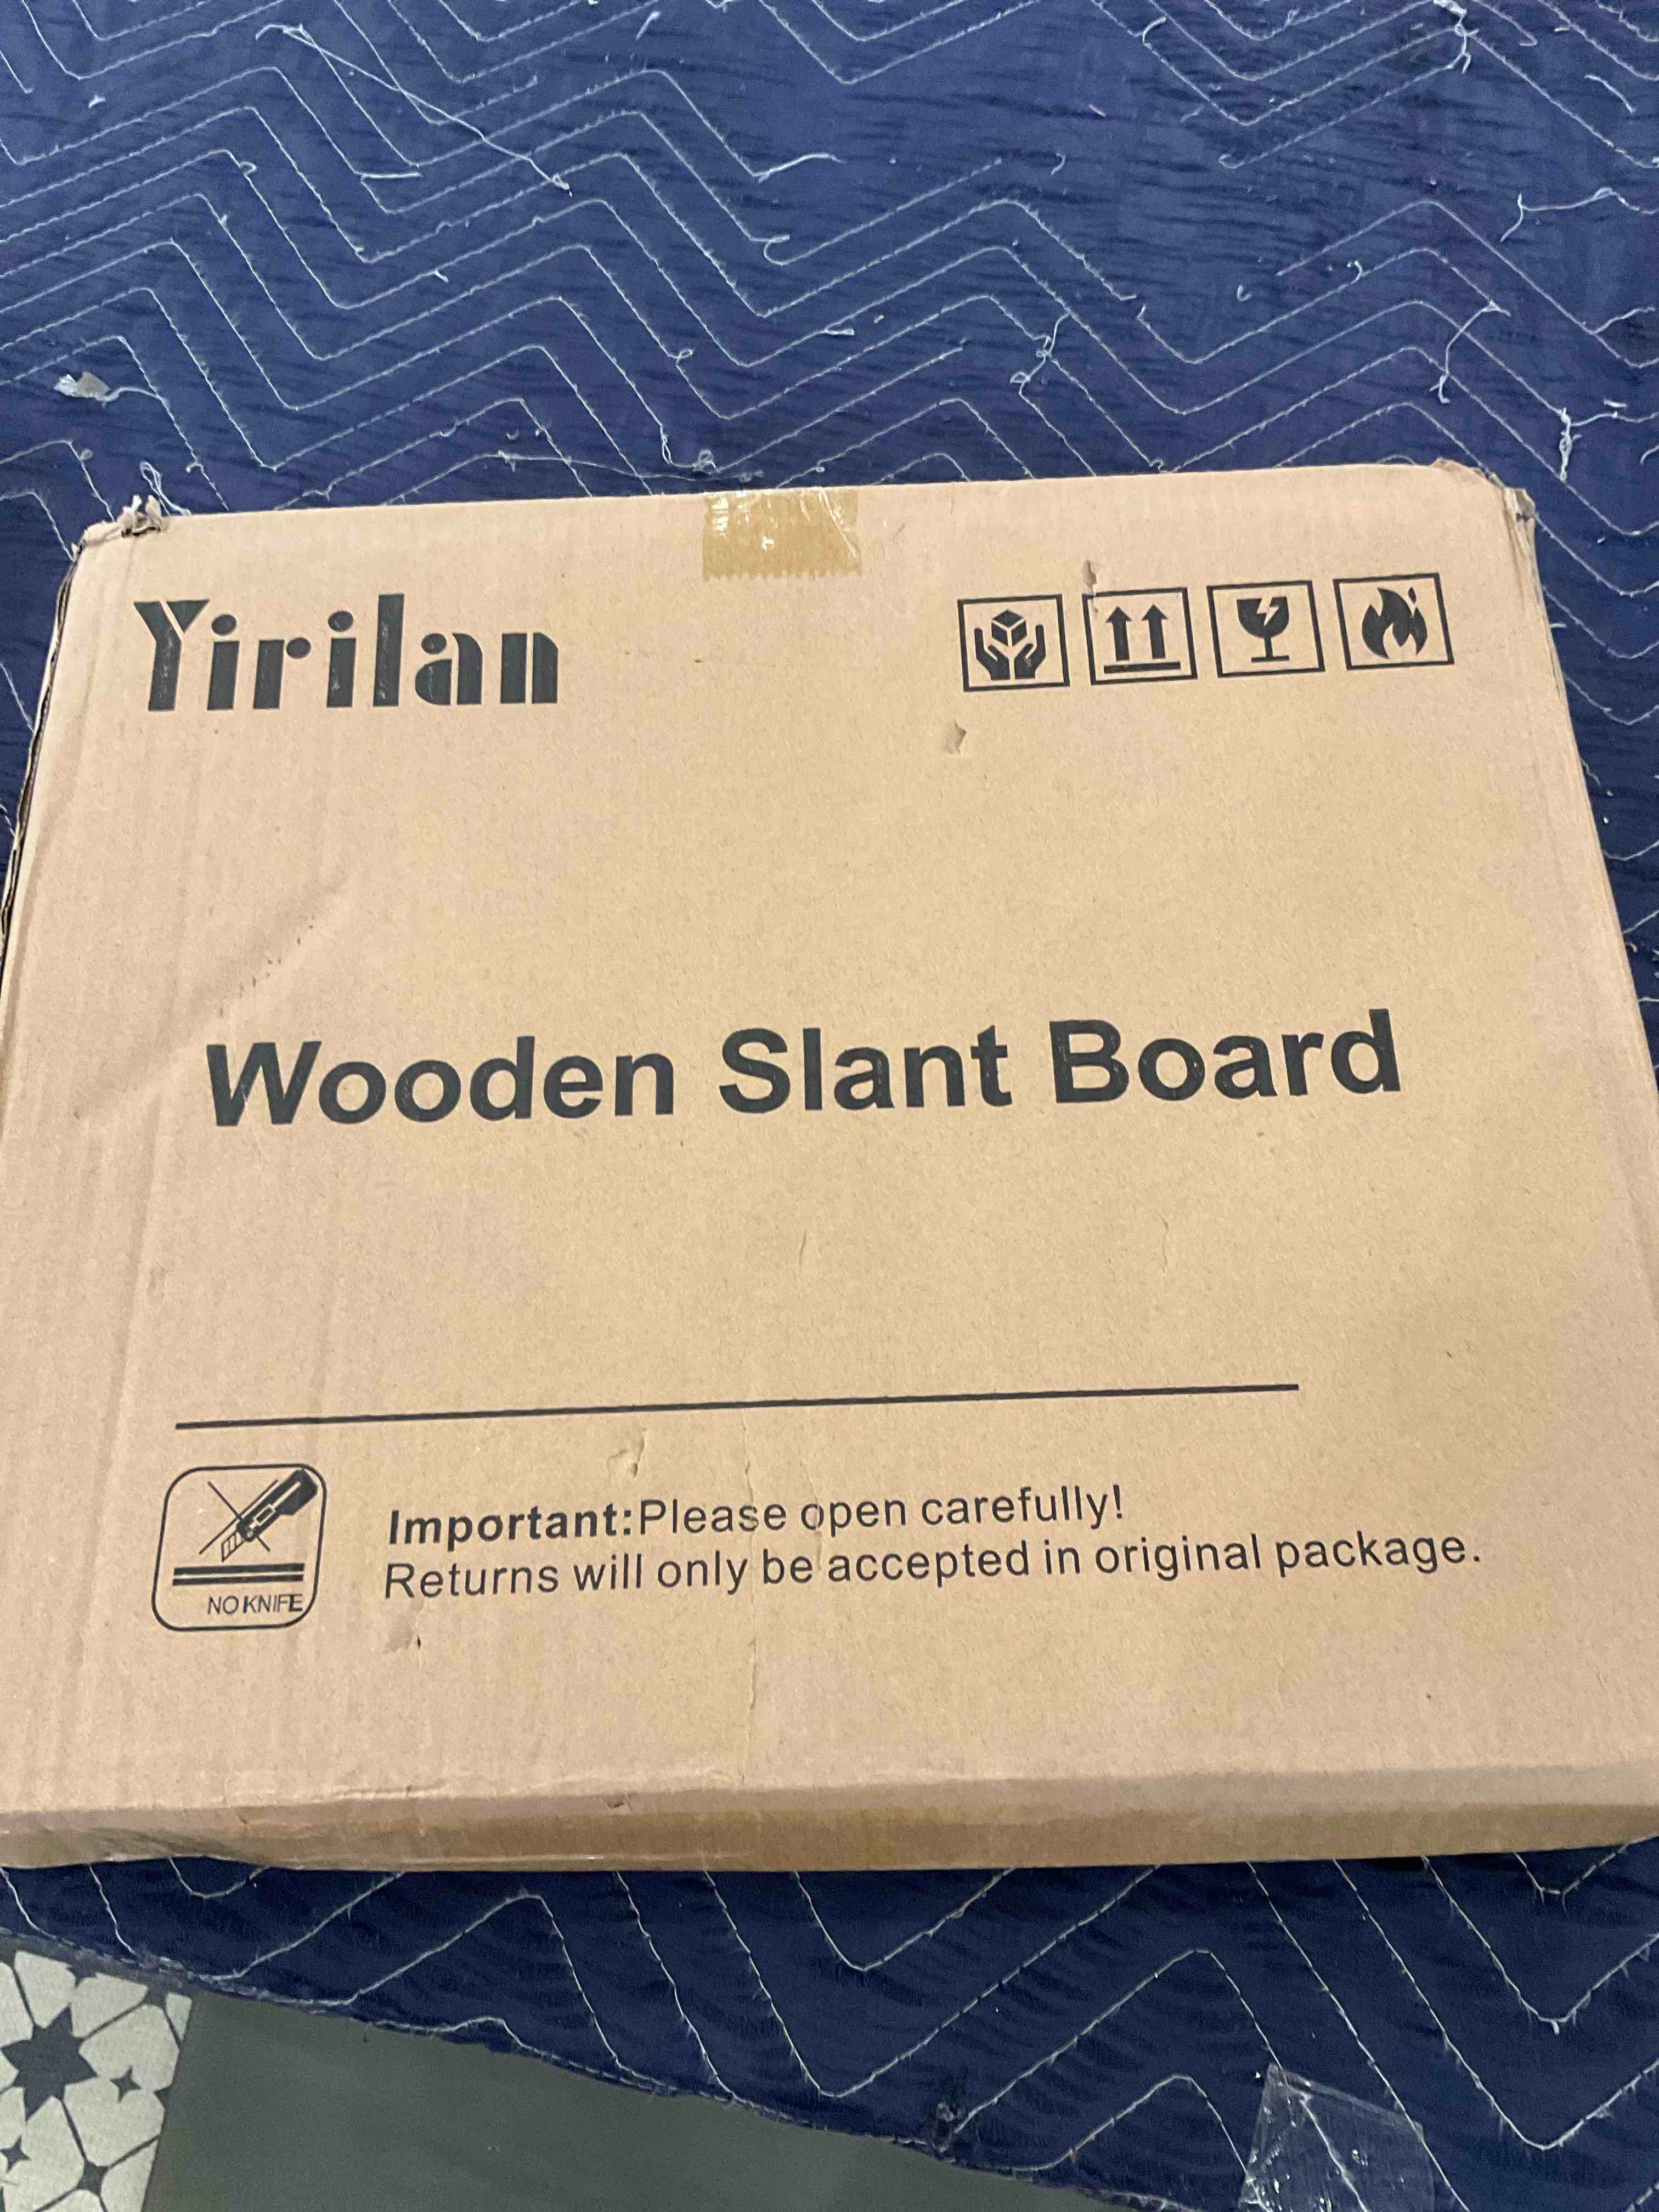 Yirilan
Wooden Slant Board
Important:Please open carefully!
Returns will only be accepted in original package.
NO KNIFE